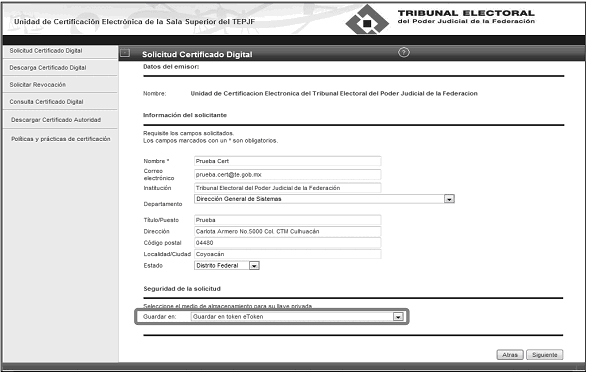 Unidad de Certificación Electrónica de la Sala Superior del TEPJF
TRIBUNAL ELECTORAL
del Poder Judicial de la Federación
Solicitud Certificado Digital
Descarga Certificado Digital
Solicitar Revocación
Consulta Certificado Digital
Descargar Certificado Autoridad
Políticas y prácticas de certificación
Solicitud Certificado Digital
?
Datos del emisor:
Nombre: Unidad de Certificacion Electronica del Tribunal Electoral del Poder Judicial de la Federacion
Información del solicitante
Requisite los campos solicitados.
Los campos marcados con un * son obligatorios.
Nombre * Prueba Cert
Correo electrónico prueba.cert@te.gob.mx
Institución Tribunal Electoral del Poder Judicial de la Federación
Departamento Dirección General de Sistemas
Título/Puesto Prueba
Dirección Carlota Armero No.5000 Col. CTM Culhuacán
Código postal 04480
Localidad/Ciudad Coyoacán
Estado Distrito Federal
Seguridad de la solicitud
Seleccione el medio de almacenamiento para su llave privada
Guardar en: Guardar en token eToken
Atras Siguiente